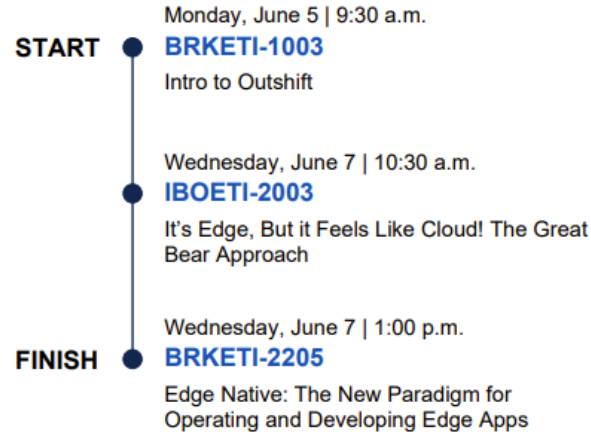 Monday, June 5 | 9:30 a.m.
START BRKETI-1003
Intro to Outshift
Wednesday, June 7 | 10:30 a.m.
IBOETI-2003
It's Edge, But it Feels Like Cloud! The Great
Bear Approach
Wednesday, June 7 | 1:00 p.m.
FINISH BRKETI-2205
Edge Native: The New Paradigm for
Operating and Developing Edge Apps